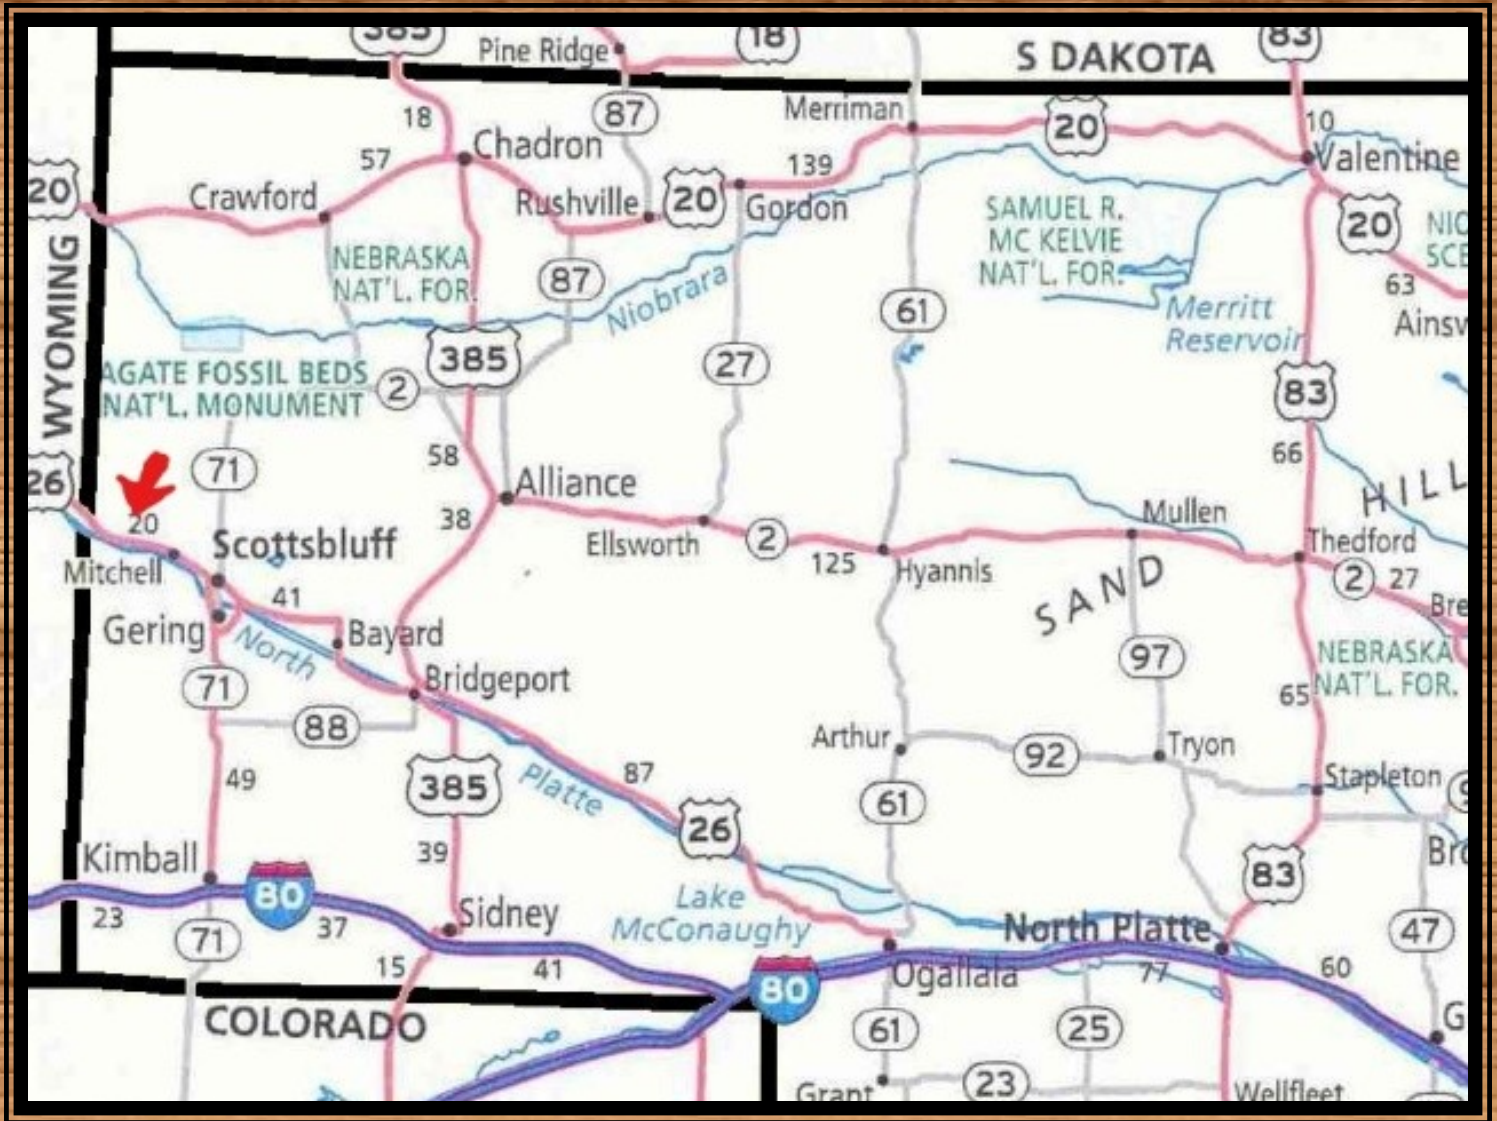 385
Pine Ridge
18
S DAKOTA
83
18
87
Merriman
20
10
Chadron
57
139
Valentine
20
Crawford
Rushville
20
Gordon
SAMUEL R.
MC KELVIE
NAT'L. FOR.
20
WYOMING
NEBRASKA
NAT'L. FOR.
87
Niobrara
61
63
Merritt
Reservoir
385
27
AGATE FOSSIL BEDS
NAT'L. MONUMENT
2
83
58
71
66
26
Alliance
HILL
20
38
Mullen
Scottsbluff
Ellsworth
2
Thedford
Mitchell
125
Hyannis
2
27
41
SAND
Gering
Bayard
North
97
NEBRASKA
NAT'L. FOR.
71
Bridgeport
65
88
Arthur
92
Tryon
49
385
Platte
87
61
Stapleton
26
Kimball
39
83
80
Lake
McConaughy
23
37
Sidney
North Platte
47
71
15
41
80
Ogallala
77
60
COLORADO
61
25
G
23
Grant
Wellfleet